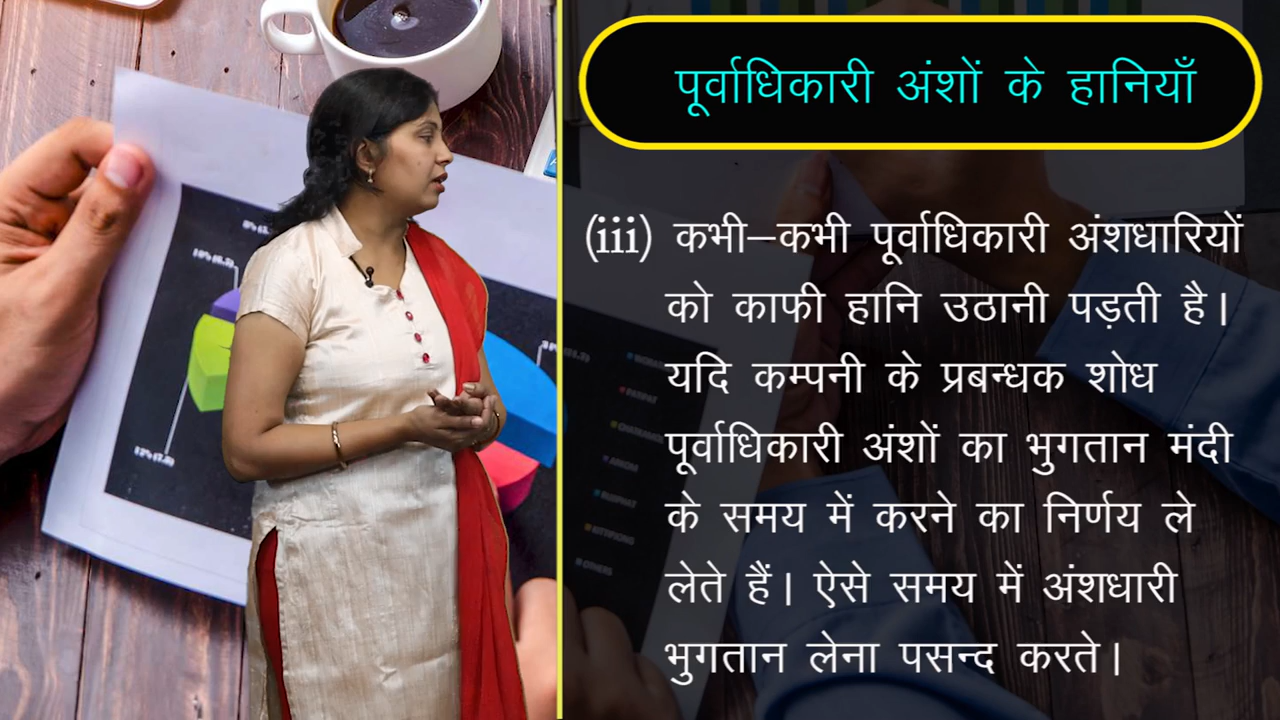 पूर्वाधिकारी अंशों के हानियाँ
(iii) कभी–कभी पूर्वाधिकारी अंशधारियों
को काफी हानि उठानी पड़ती है।
यदि कम्पनी के प्रबन्धक शोध
पूर्वाधिकारी अंशों का भुगतान मंदी
के समय में करने का निर्णय ले
लेते हैं। ऐसे समय में अंशधारी
भुगतान लेना पसन्द करते।